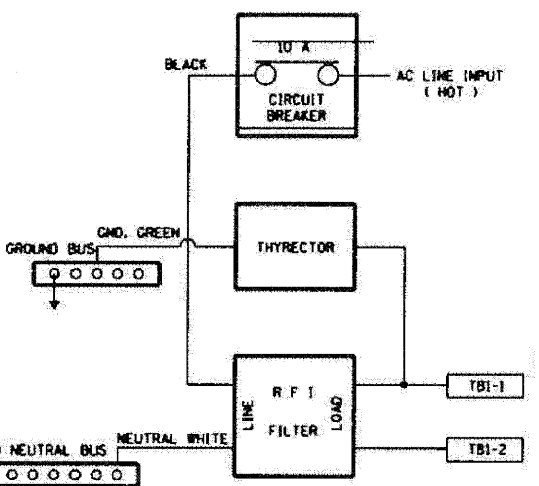 10 A
BLACK
AC LINE INPUT
( HOT )
CIRCUIT
BREAKER
GND. GREEN
GROUND BUS
THYRECTOR
R F I
FILTER
LINE
LOAD
TB1-1
NEUTRAL WHITE
NEUTRAL BUS
TB1-2